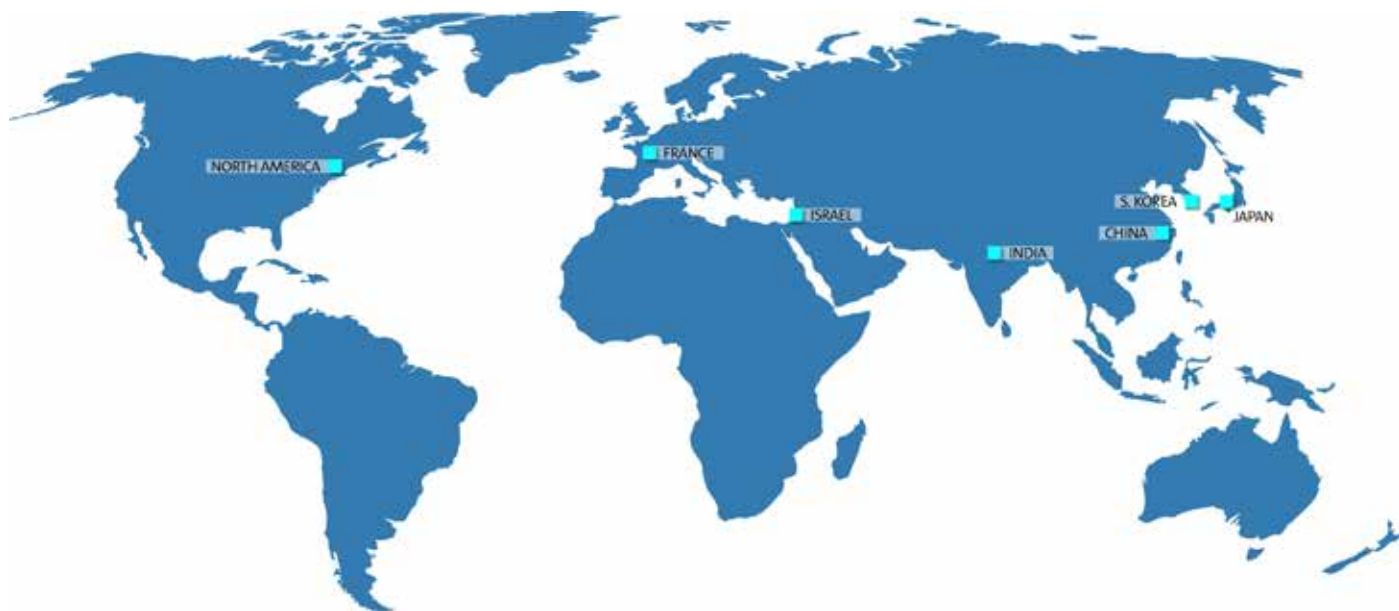 FRANCE
NORTH AMERICA
S. KOREA
ISRAEL
JAPAN
CHINA
INDIA